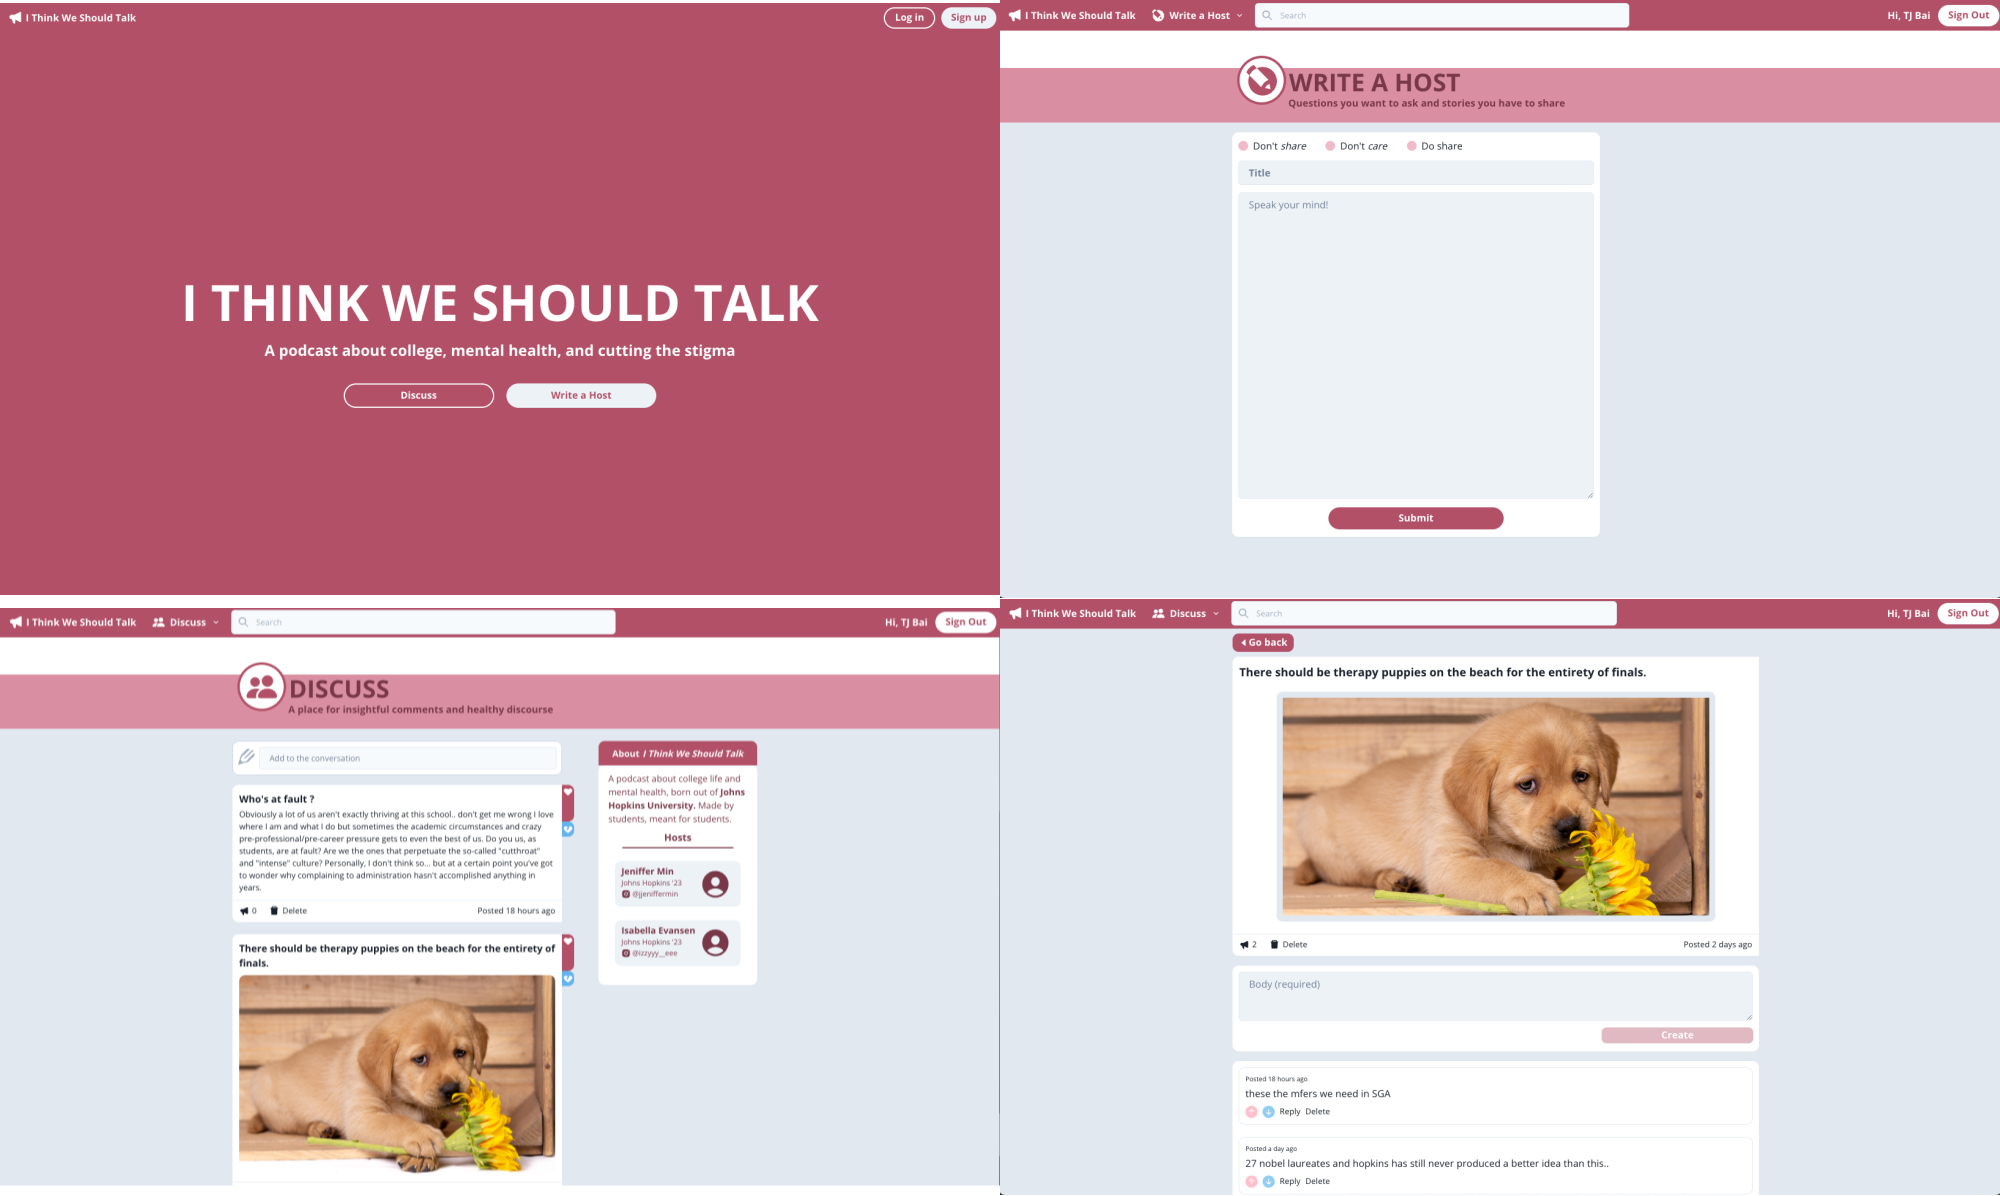 I Think We Should Talk
Log in
Sign up
I THINK WE SHOULD TALK
A podcast about college, mental health, and cutting the stigma
Discuss
Write a Host
I Think We Should Talk
Write a Host
Search
Hi, TJ Bai
Sign Out
WRITE A HOST
Questions you want to ask and stories you have to share
Don't share
Don't care
Do share
Title
Speak your mind!
Submit
I Think We Should Talk
Discuss
Search
Hi, TJ Bai
Sign Out
DISCUSS
A place for insightful comments and healthy discourse
Add to the conversation
Who's at fault ?
Obviously a lot of us aren't exactly thriving at this school.. don't get me wrong I love
where I am and what I do but sometimes the academic circumstances and crazy
pre-professional/pre-career pressure gets to even the best of us. Do you us, as
students, are at fault? Are we the ones that perpetuate the so-called "cutthroat"
and "intense" culture? Personally, I don't think so... but at a certain point you've got
to wonder why complaining to administration hasn't accomplished anything in
years.
0
Delete
Posted 18 hours ago
There should be therapy puppies on the beach for the entirety of
finals.
About I Think We Should Talk
A podcast about college life and
mental health, born out of Johns
Hopkins University. Made by
students, meant for students.
Hosts
Jeniffer Min
Johns Hopkins '23
@jjeniffermin
Isabella Evansen
Johns Hopkins '23
@izzyyy__eee
I Think We Should Talk
Discuss
Search
Hi, TJ Bai
Sign Out
Go back
There should be therapy puppies on the beach for the entirety of finals.
2
Delete
Posted 2 days ago
Body (required)
Create
Posted 18 hours ago
these the mfers we need in SGA
Reply Delete
Posted a day ago
27 nobel laureates and hopkins has still never produced a better idea than this..
Reply Delete